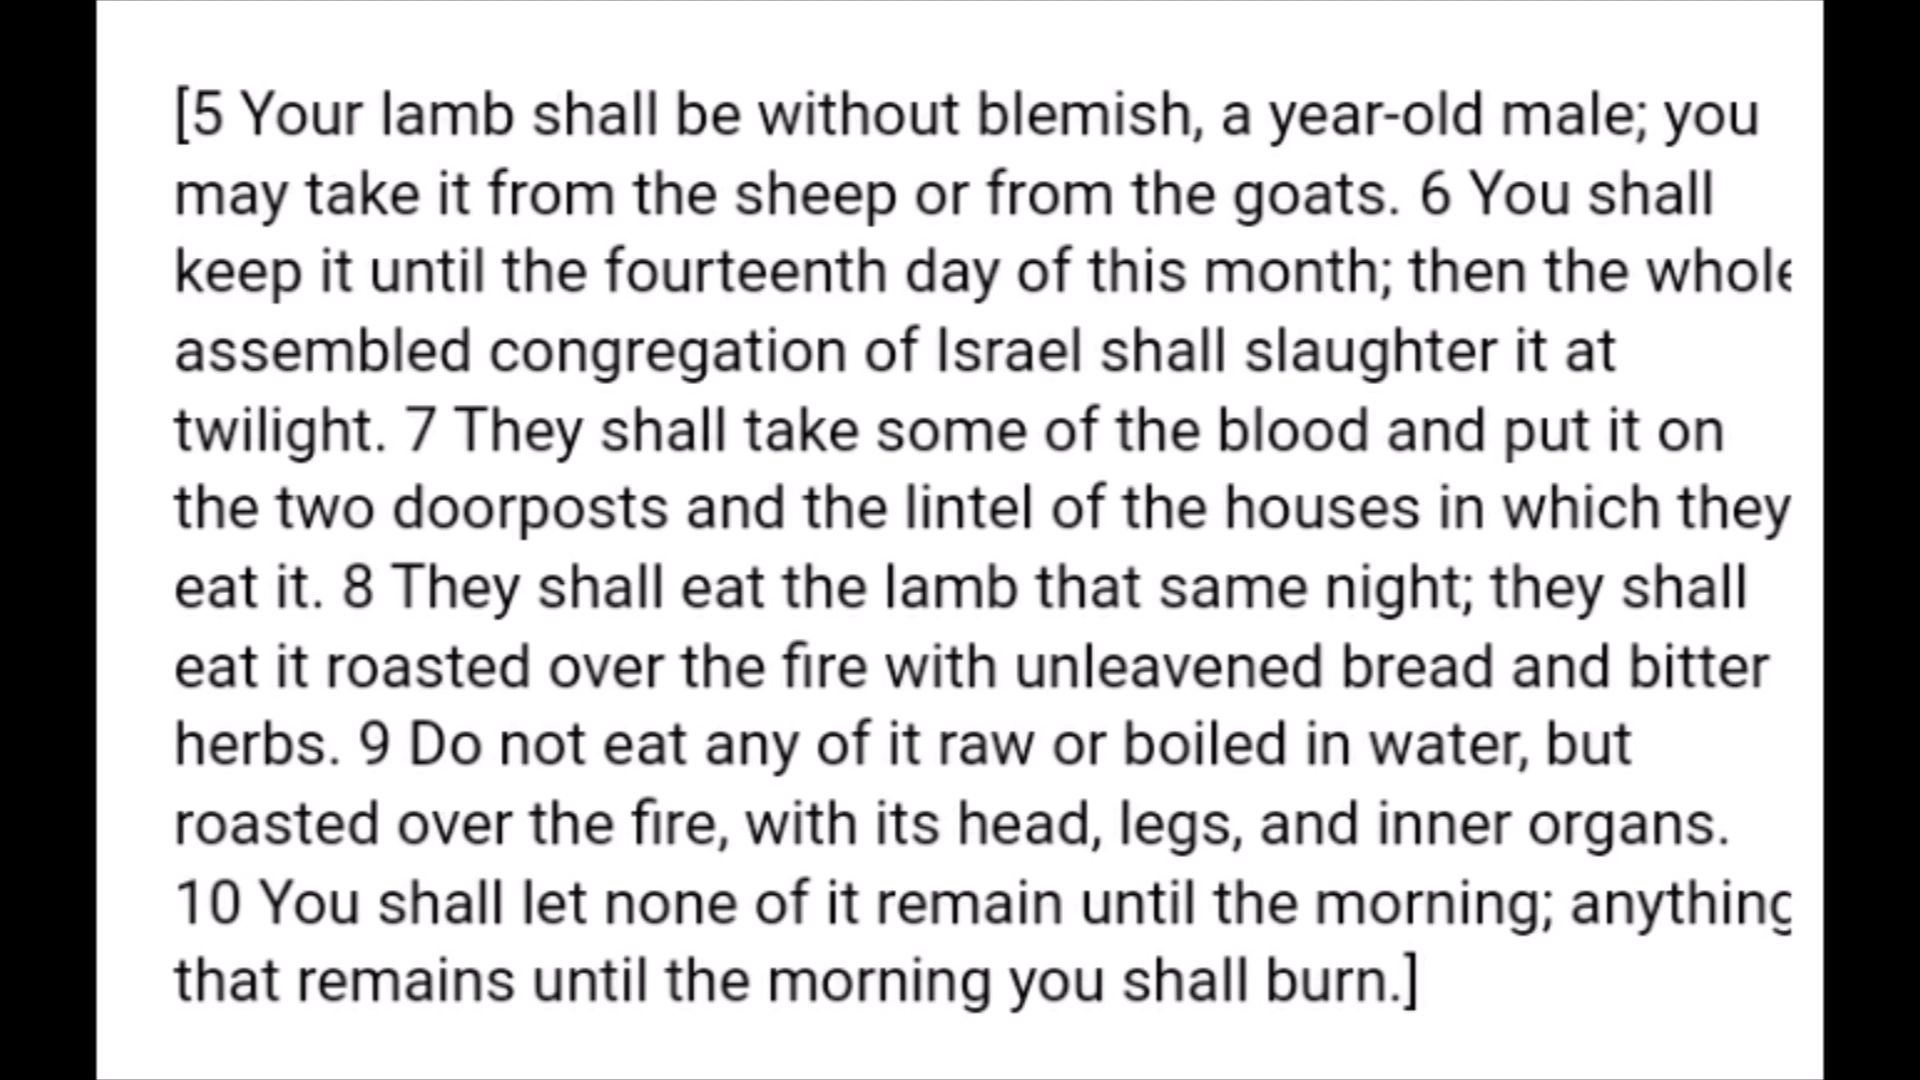 [5 Your lamb shall be without blemish, a year-old male; you
may take it from the sheep or from the goats. 6 You shall
keep it until the fourteenth day of this month; then the whole
assembled congregation of Israel shall slaughter it at
twilight. 7 They shall take some of the blood and put it on
the two doorposts and the lintel of the houses in which they
eat it. 8 They shall eat the lamb that same night; they shall
eat it roasted over the fire with unleavened bread and bitter
herbs. 9 Do not eat any of it raw or boiled in water, but
roasted over the fire, with its head, legs, and inner organs.
10 You shall let none of it remain until the morning; anything
that remains until the morning you shall burn.]